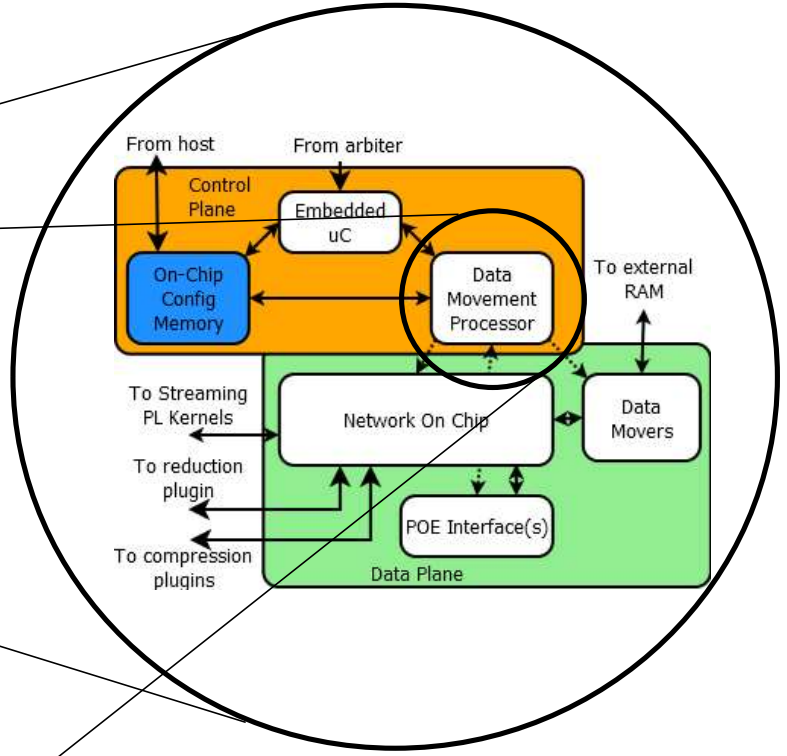 From host
From arbiter
Control
Plane
Embedded
uC
On-Chip
Config
Memory
Data
Movement
Processor
To external
RAM
To Streaming
PL Kernels
Network On Chip
Data
Movers
To reduction
plugin
POE Interface(s)
To compression
plugins
Data Plane